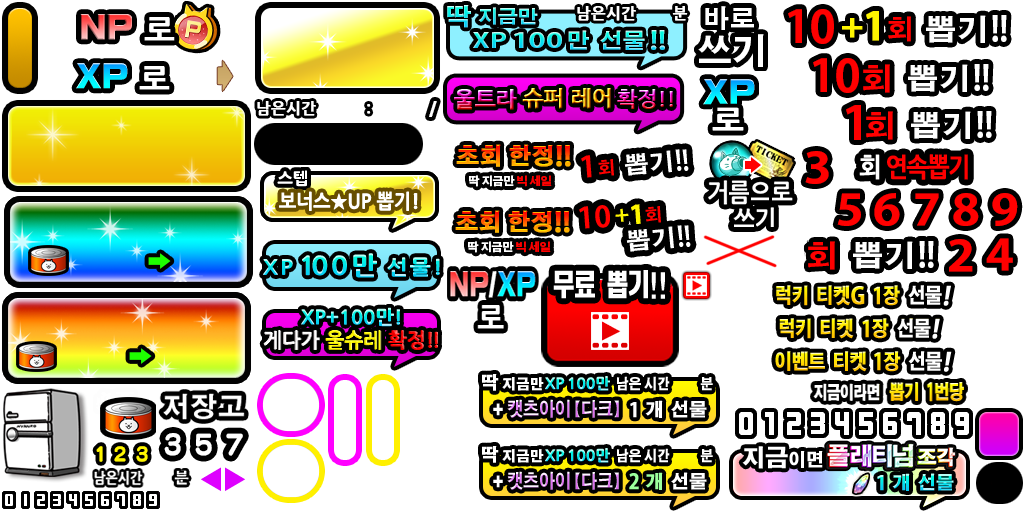 NP 로 P
XP 로
남은시간 : /
스텝
보너스★UP 뽑기!
XP 100만 선물!
XP+100만!
게다가 울슈레 확정!!
저장고
1 2 3
3 5 7
남은시간 분
0 1 2 3 4 5 6 7 8 9
딱 지금만 남은시간 분
XP 100만 선물!!
울트라 슈퍼 레어 확정!!
초회 한정!!
딱 지금만 빅 세일
1회 뽑기!!
초회 한정!!
딱 지금만 빅 세일
10+1회
뽑기!!
NP/XP
로
무료 뽑기!!
딱 지금만 XP 100만 남은 시간 분
+ 캣츠아이【다크】 1 개 선물
딱 지금만 XP 100만 남은 시간 분
+ 캣츠아이【다크】 2 개 선물
바로
쓰기
XP
로
TICKET
거름으로
쓰기
10+1회 뽑기!!
10회 뽑기!!
1회 뽑기!!
3 회 연속뽑기
5 6 7 8 9
회 뽑기!! 2 4
럭키 티켓G 1장 선물!
럭키 티켓 1장 선물!
이벤트 티켓 1장 선물!
지금이라면 뽑기 1번당
0 1 2 3 4 5 6 7 8 9
지금이면 플래티넘 조각
1 개 선물